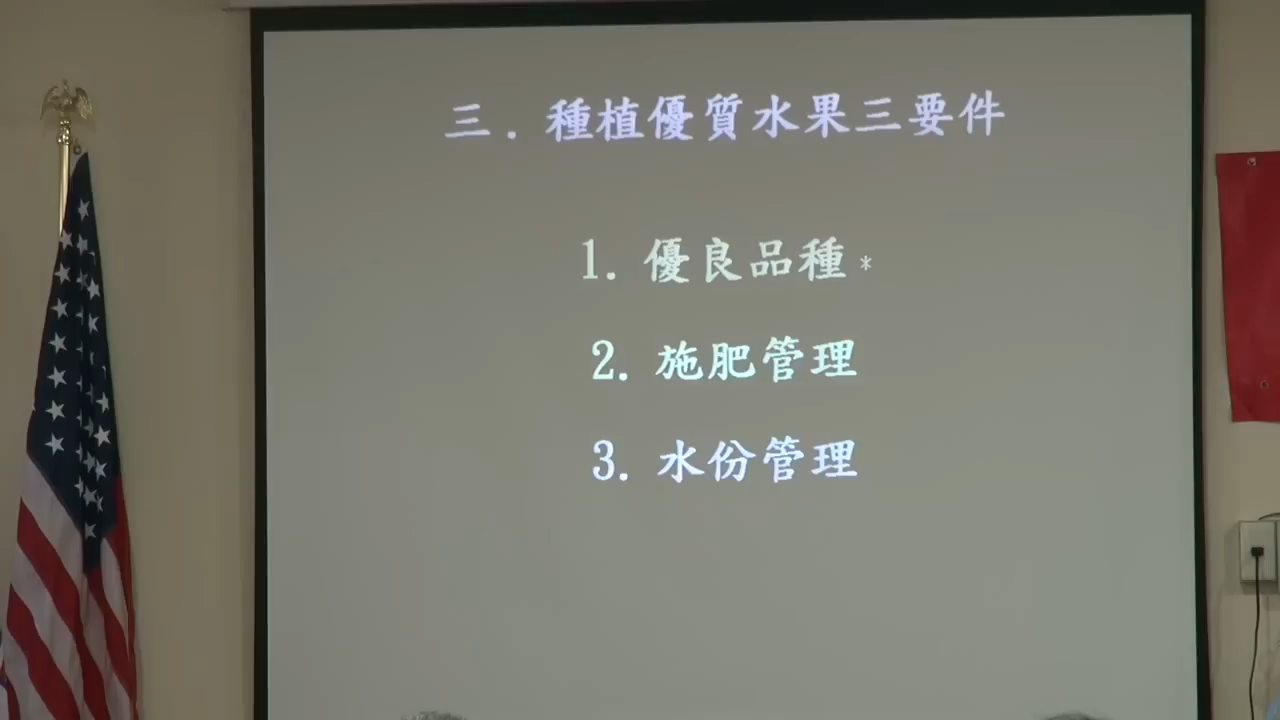 三. 種植優質水果三要件
1. 優良品種*
2. 施肥管理
3. 水份管理